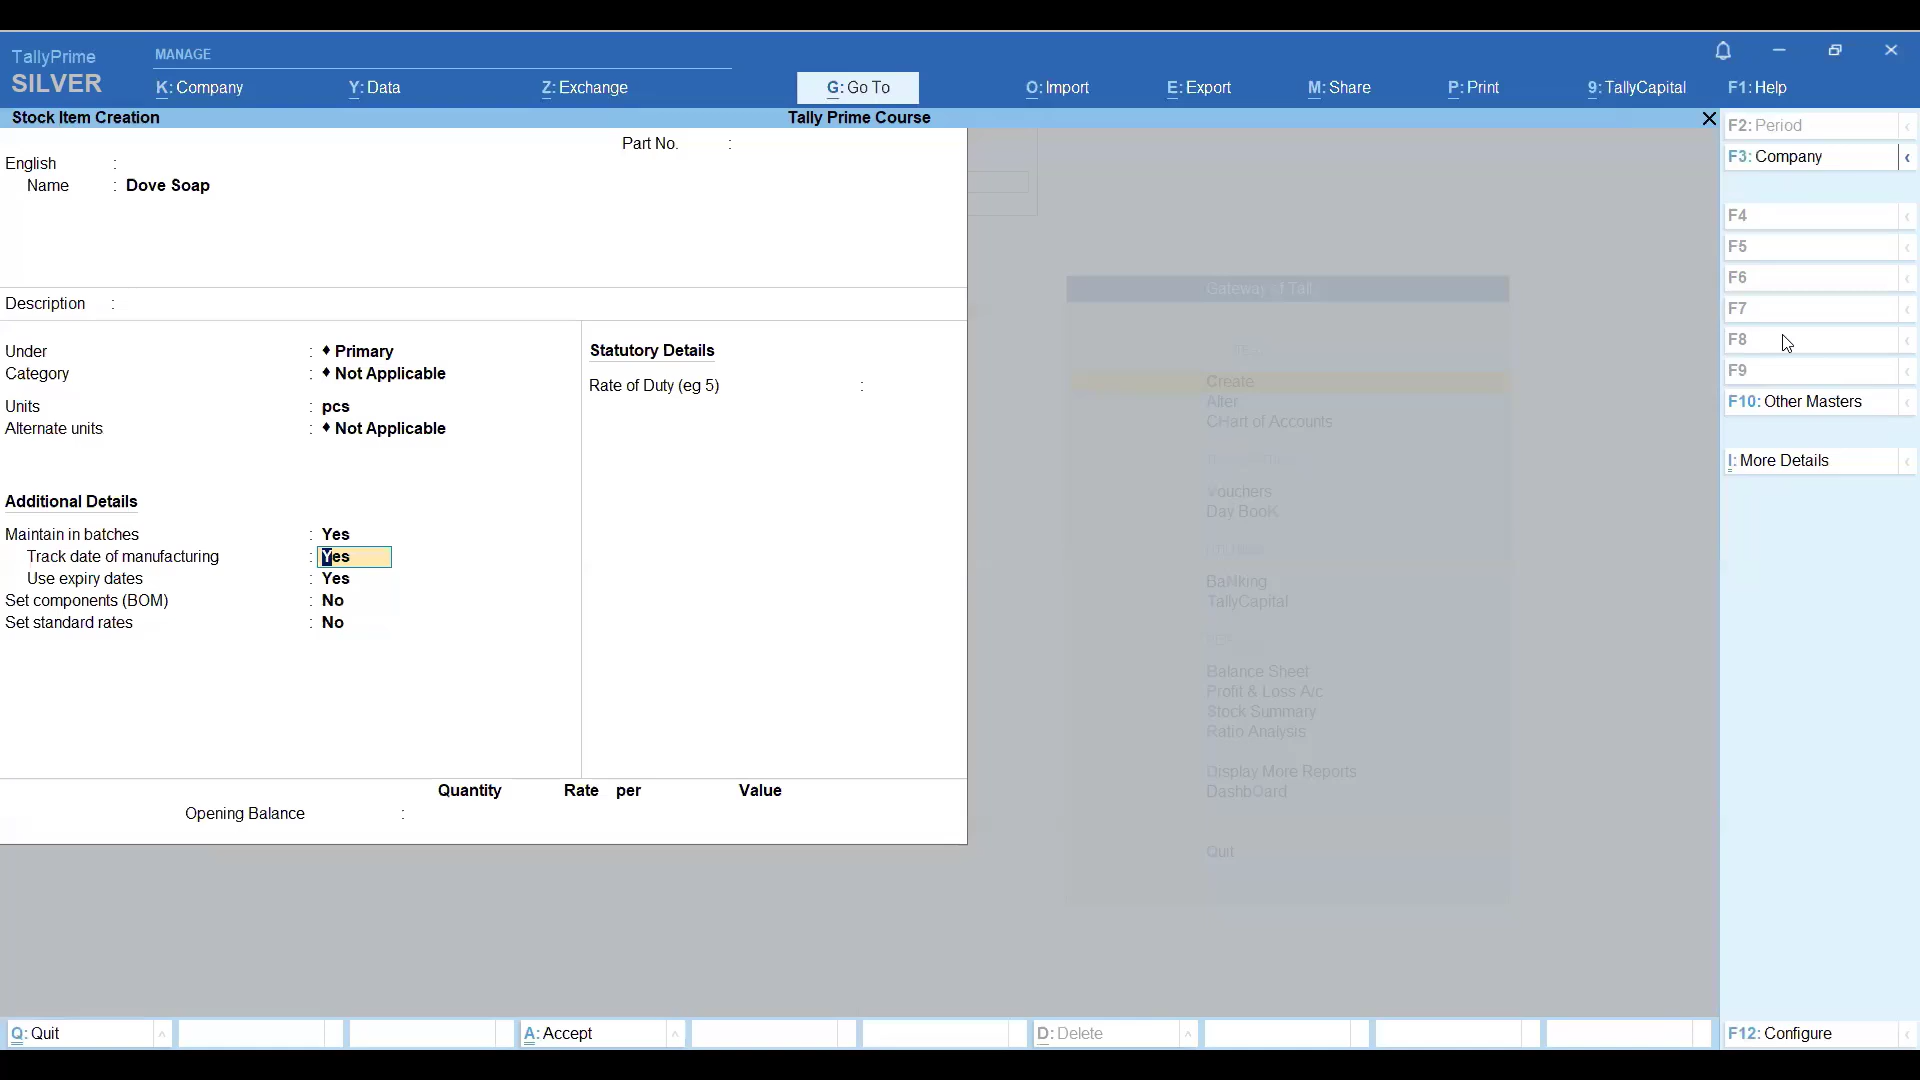 TallyPrime
SILVER
MANAGE
K: Company
Y: Data
Z: Exchange
G: Go To
O: Import
E: Export
M: Share
P: Print
9: TallyCapital
F1: Help
Stock Item Creation
Tally Prime Course
Part No. :
English :
Name : Dove Soap
Description :
Under : ♦ Primary
Category : ♦ Not Applicable
Units : pcs
Alternate units : ♦ Not Applicable
Additional Details
Maintain in batches : Yes
Track date of manufacturing : Yes
Use expiry dates : Yes
Set components (BOM) : No
Set standard rates : No
Statutory Details
Rate of Duty (eg 5) :
Quantity Rate per Value
Opening Balance :
Create
Alter
CHart of Accounts
Vouchers
Day BooK
BaNking
TallyCapital
Balance Sheet
Profit & Loss A/c
Stock Summary
Ratio Analysis
Display More Reports
DashbOard
Quit
F2: Period
F3: Company
F4
F5
F6
F7
F8
F9
F10: Other Masters
I: More Details
Q: Quit
A: Accept
D: Delete
F12: Configure